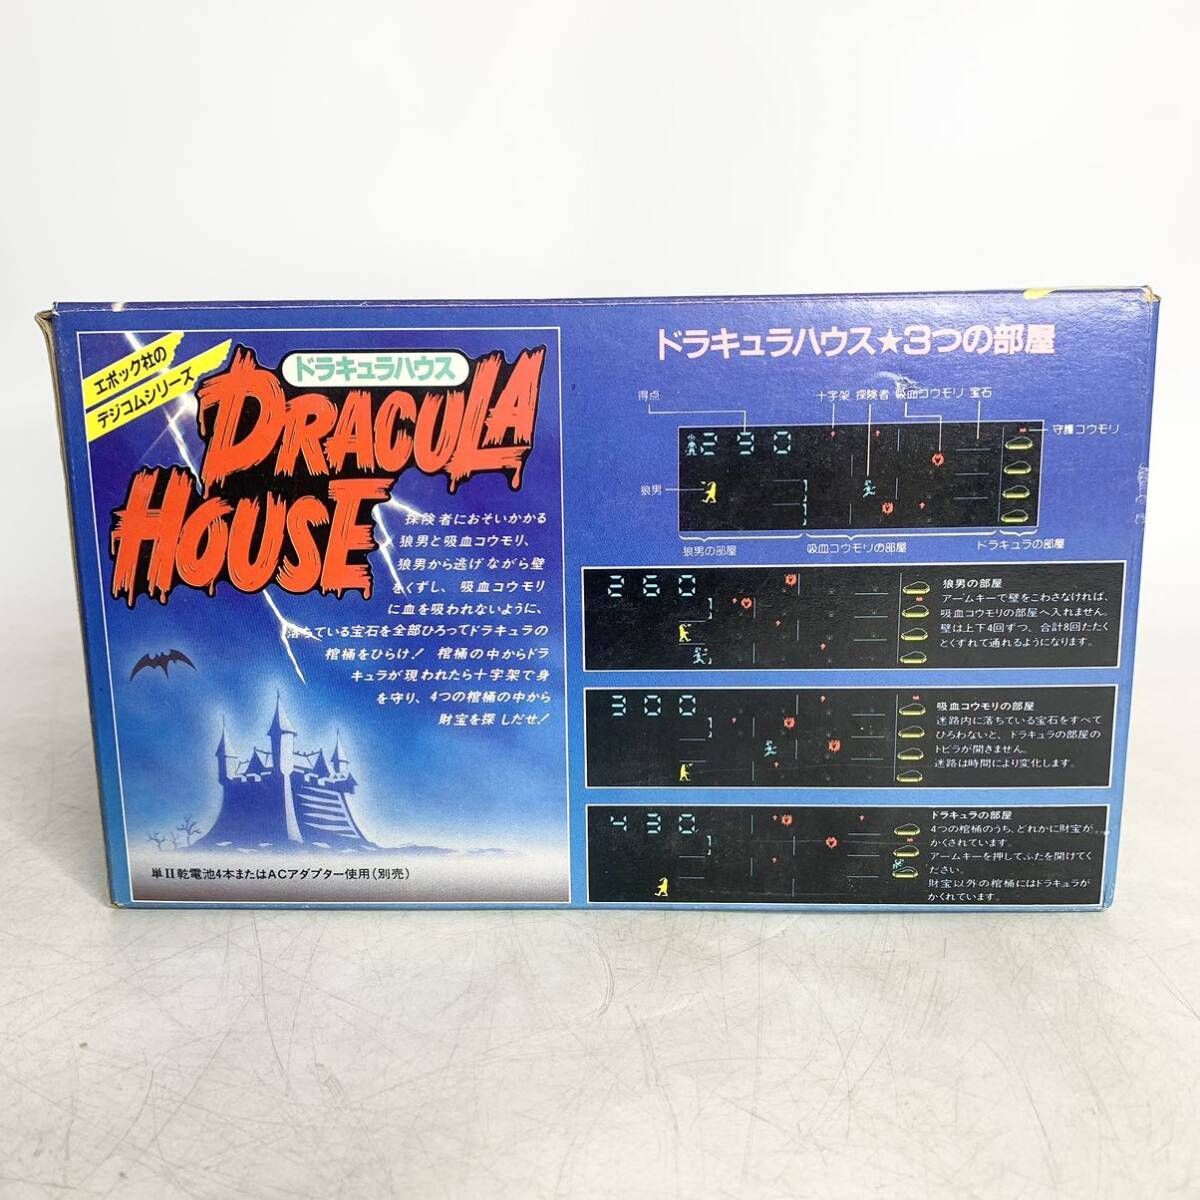 エポック社の
デジコムシリーズ
ドラキュラハウス
DRACULA
HOUSE
探険者におそいかかる
狼男と吸血コウモリ、
狼男から逃げながら壁
をくずし、吸血コウモリ
に血を吸われないように、
落ちている宝石を全部ひろってドラキュラの
棺桶をひらけ! 棺桶の中からドラ
キュラが現われたら十字架で身
を守り、4つの棺桶の中から
財宝を探しだせ!
単II乾電池4本またはACアダプター使用(別売)
ドラキュラハウス★3つの部屋
得点
十字架 探険者 吸血コウモリ 宝石
守護コウモリ
290
狼男
狼男の部屋
吸血コウモリの部屋
ドラキュラの部屋
260
狼男の部屋
アームキーで壁をこわさなければ、
吸血コウモリの部屋へ入れません。
壁は上下4回ずつ、合計8回たたく
とくずれて通れるようになります。
300
吸血コウモリの部屋
迷路内に落ちている宝石をすべて
ひろわないと、ドラキュラの部屋の
トビラが開きません。
迷路は時間により変化します。
430
ドラキュラの部屋
4つの棺桶のうち、どれかに財宝が
かくされています。
アームキーを押してふたを開けてく
ださい。
財宝以外の棺桶にはドラキュラが
かくれています。